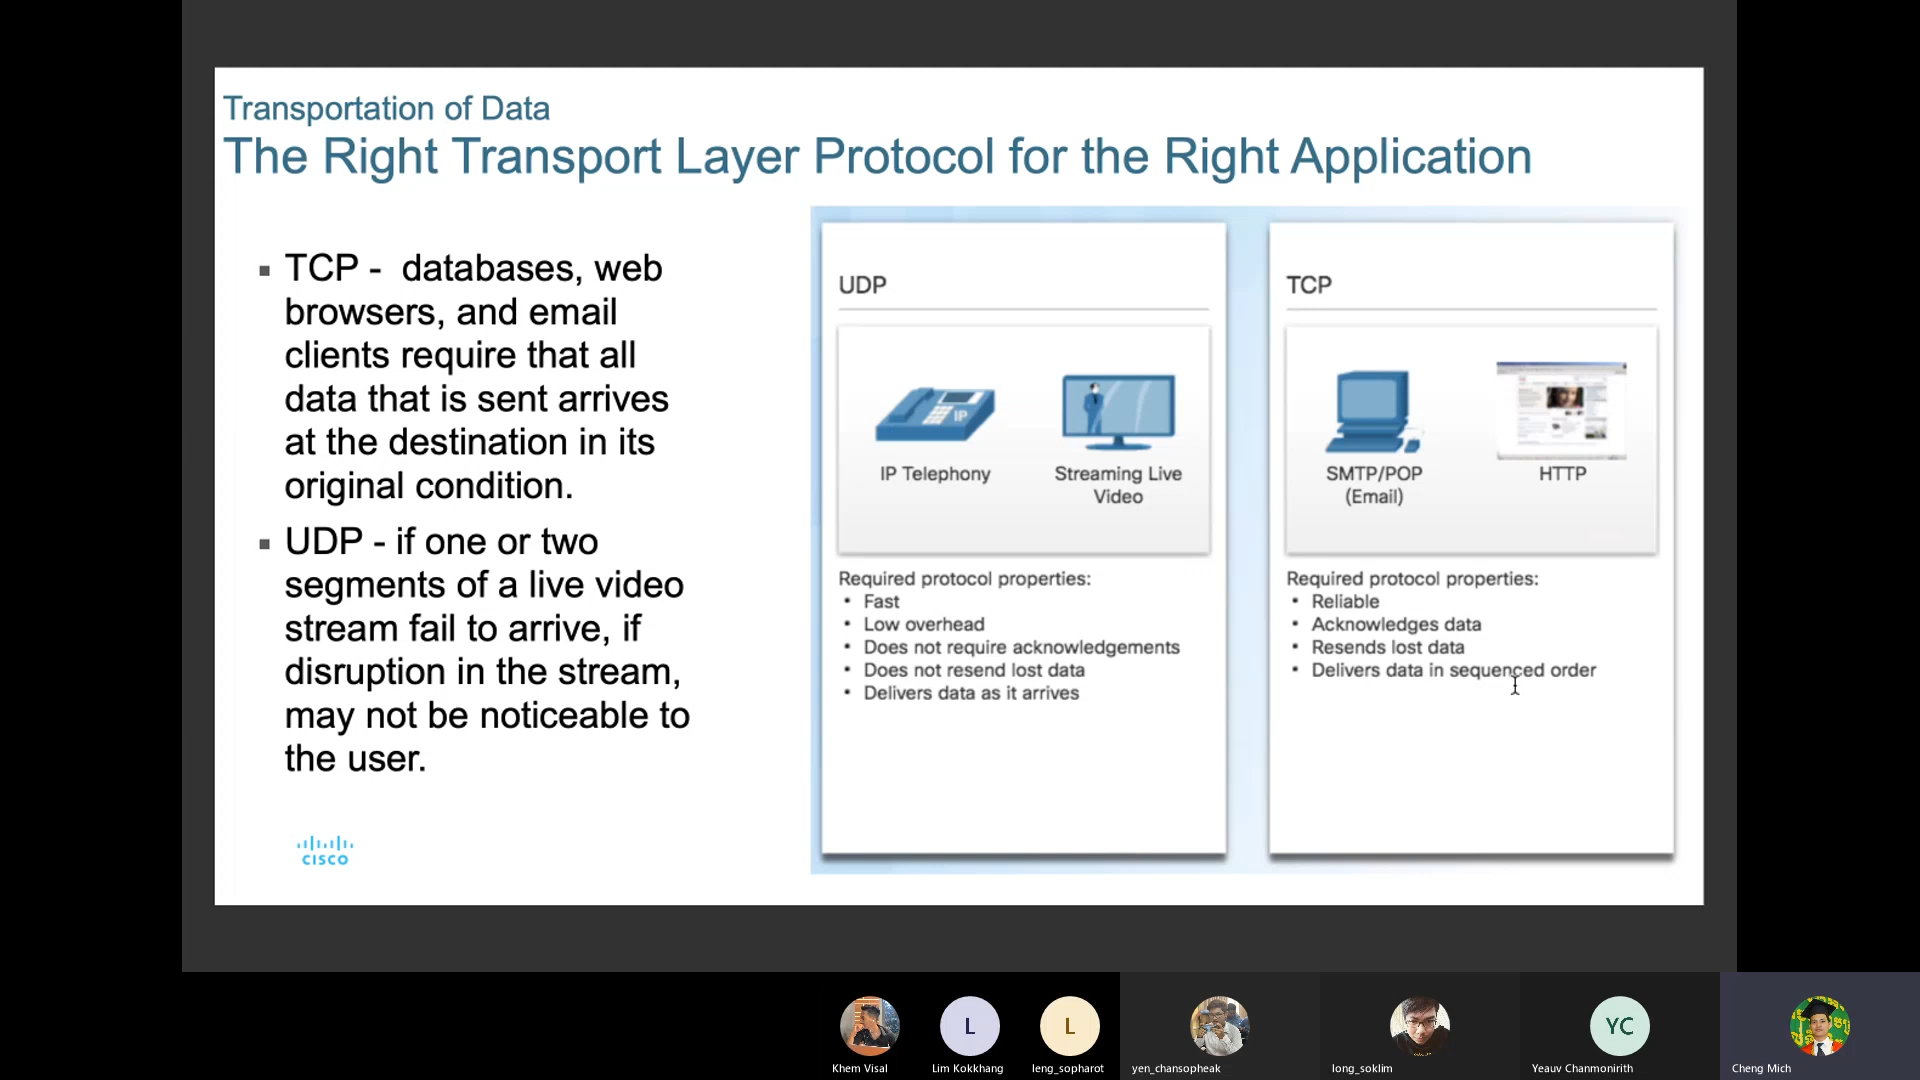 Transportation of Data
The Right Transport Layer Protocol for the Right Application
▪ TCP - databases, web
browsers, and email
clients require that all
data that is sent arrives
at the destination in its
original condition.
▪ UDP - if one or two
segments of a live video
stream fail to arrive, if
disruption in the stream,
may not be noticeable to
the user.
CISCO
UDP
IP
IP Telephony
Streaming Live
Video
Required protocol properties:
• Fast
• Low overhead
• Does not require acknowledgements
• Does not resend lost data
• Delivers data as it arrives
TCP
SMTP/POP
(Email)
HTTP
Required protocol properties:
• Reliable
• Acknowledges data
• Resends lost data
• Delivers data in sequenced order
L
L
YC
Khem Visal
Lim Kokkhang
leng_sopharot
yen_chansopheak
long_soklim
Yeauv Chanmonirith
Cheng Mich